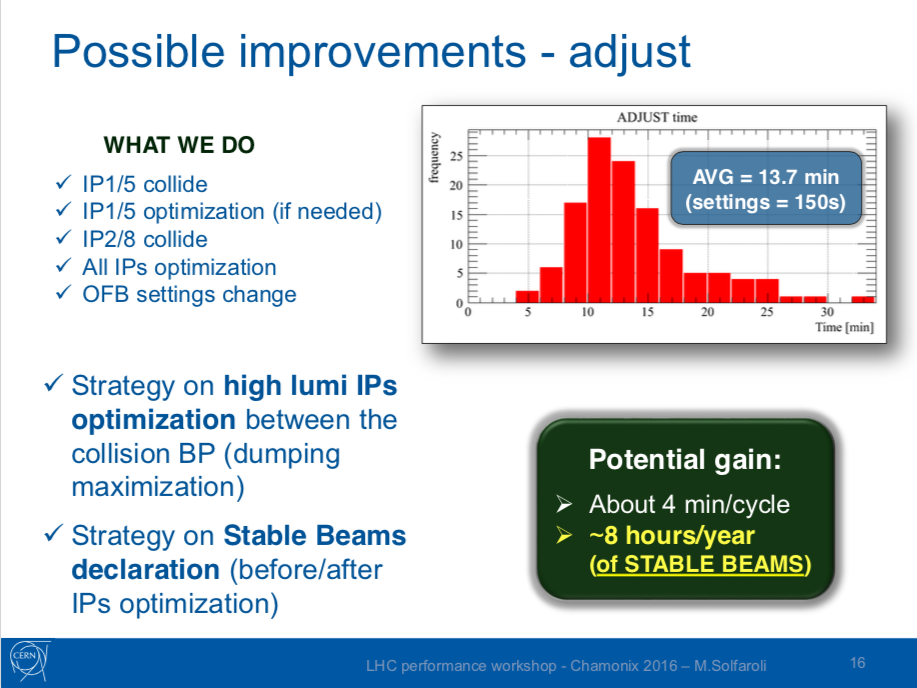 Possible improvements - adjust
WHAT WE DO
✓ IP1/5 collide
✓ IP1/5 optimization (if needed)
✓ IP2/8 collide
✓ All IPs optimization
✓ OFB settings change
ADJUST time
frequency
25
20
15
10
5
0
0 5 10 15 20 25 30
Time [min]
AVG = 13.7 min
(settings = 150s)
✓ Strategy on high lumi IPs
optimization between the
collision BP (dumping
maximization)
✓ Strategy on Stable Beams
declaration (before/after
IPs optimization)
Potential gain:
➢ About 4 min/cycle
➢ ~8 hours/year
(of STABLE BEAMS)
CERN
LHC performance workshop - Chamonix 2016 – M.Solfaroli
16